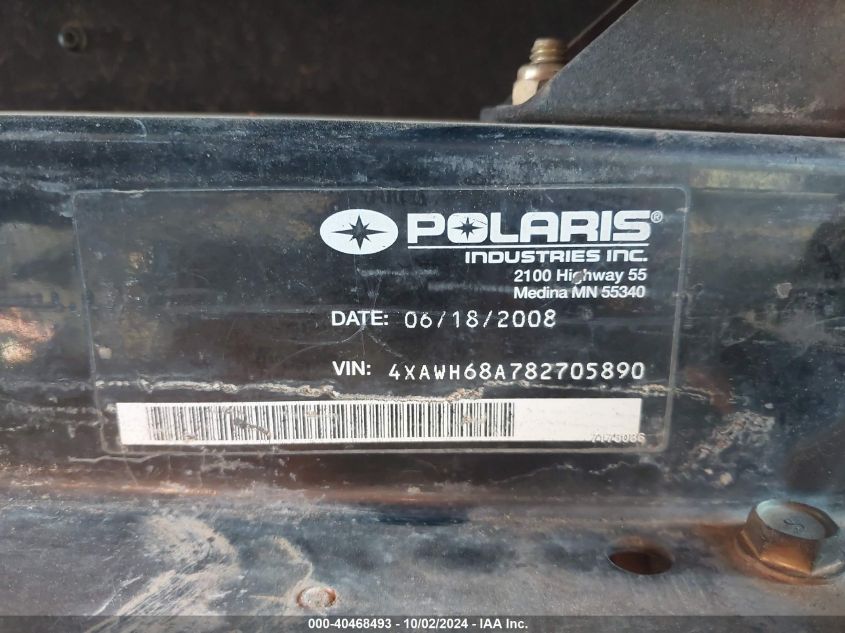 POLARIS®
INDUSTRIES INC.
2100 Highway 55
Medina MN 55340
DATE: 06/18/2008
VIN: 4XAWH68A782705890
7173036
000-40468493 - 10/02/2024 - IAA Inc.